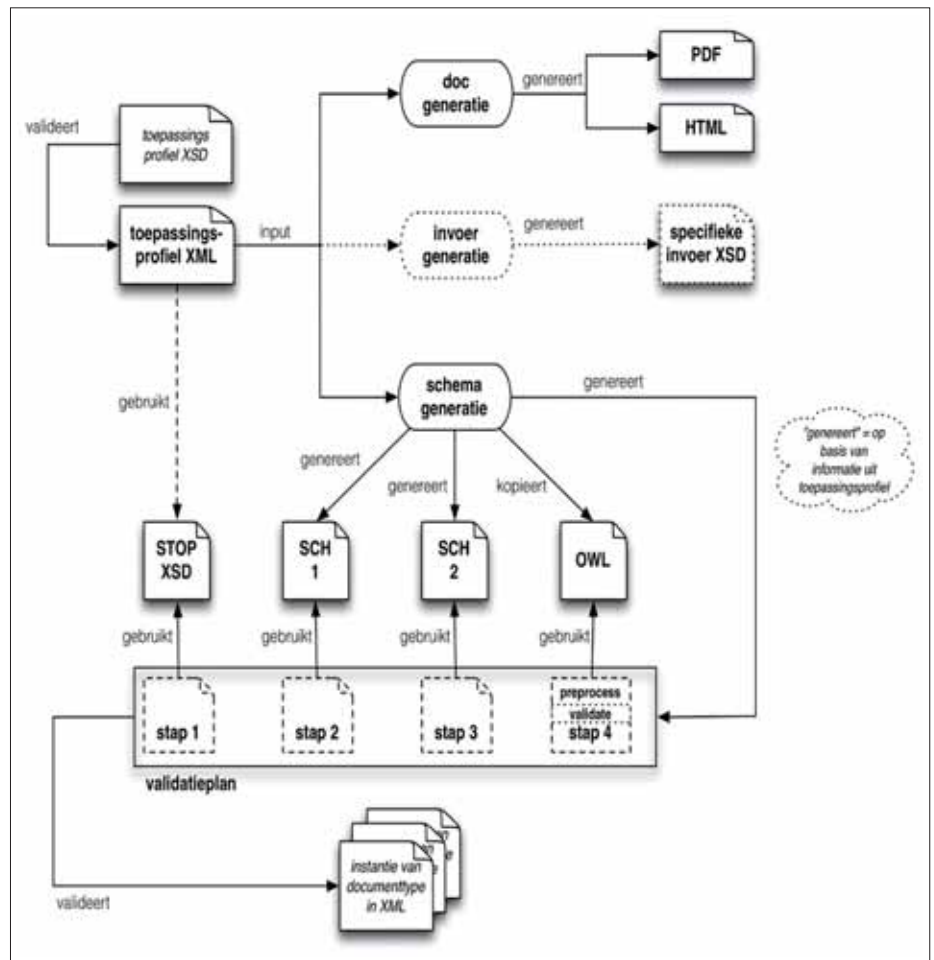 PDF
doc
generatie
genereert
HTML
valideert
toepassings
profiel XSD
toepassings-
profiel XML
input
invoer
generatie
genereert
specifieke
invoer XSD
gebruikt
schema
generatie
genereert
"genereert" = op
basis van
informatie uit
toepassingsprofiel
genereert
genereert
kopieert
STOP
XSD
SCH
1
SCH
2
OWL
gebruikt
gebruikt
gebruikt
gebruikt
stap 1
stap 2
stap 3
preprocess
validate
stap 4
validatieplan
valideert
instantie van
documenttype
in XML